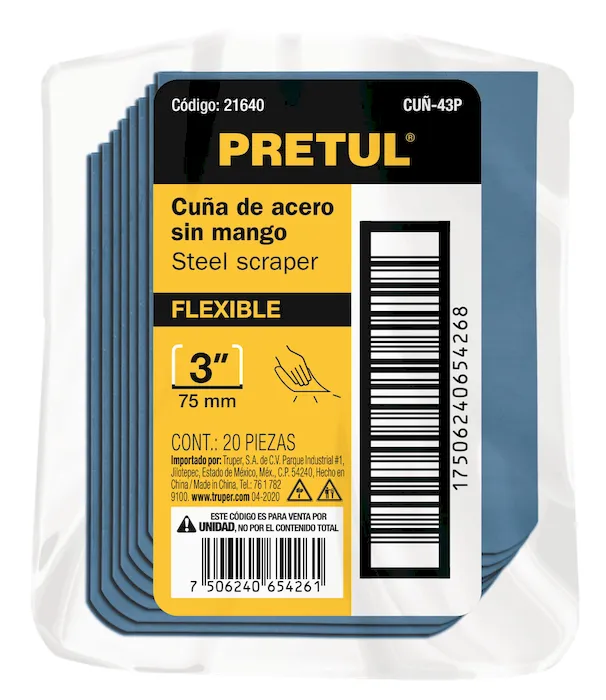 Código: 21640
CUÑ-43P
PRETUL®
Cuña de acero
sin mango
Steel scraper
FLEXIBLE
3”
75 mm
CONT.: 20 PIEZAS
Importado por: Truper, S.A. de C.V. Parque Industrial #1,
Jilotepec, Estado de México, Méx., C.P. 54240, Hecho en
China / Made in China, Tel.: 76 1 782
9100. www.truper.com 04-2020
ESTE CÓDIGO ES PARA VENTA POR
UNIDAD, NO POR EL CONTENIDO TOTAL
7 506240 654261
17506240654268